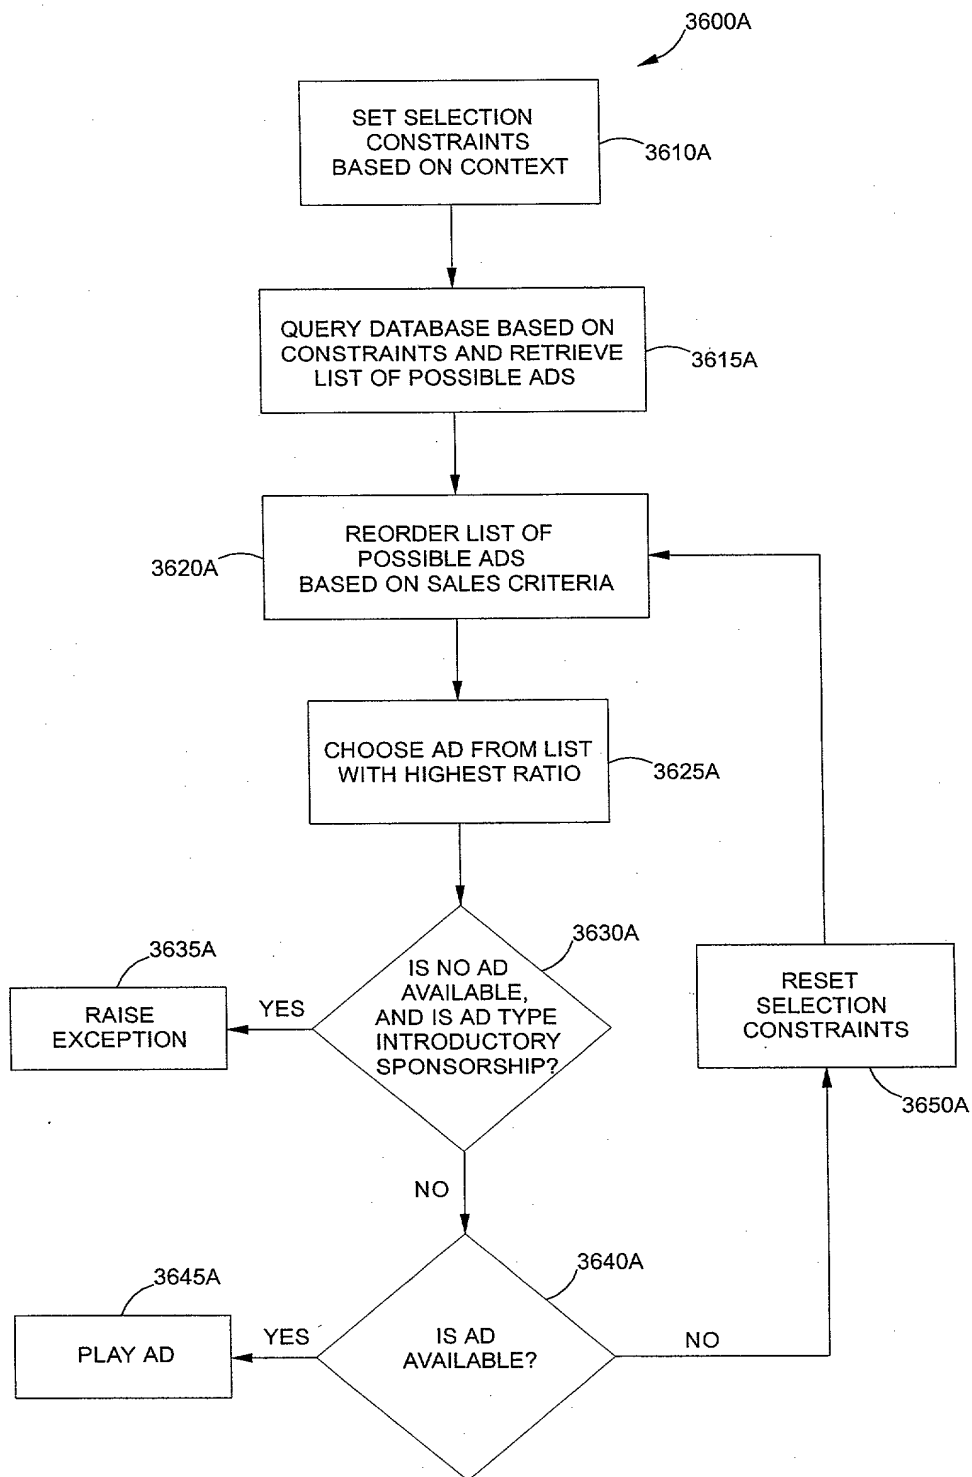 3600A
SET SELECTION
CONSTRAINTS
BASED ON CONTEXT
3610A
QUERY DATABASE BASED ON
CONSTRAINTS AND RETRIEVE
LIST OF POSSIBLE ADS
3615A
REORDER LIST OF
POSSIBLE ADS
BASED ON SALES CRITERIA
3620A
CHOOSE AD FROM LIST
WITH HIGHEST RATIO
3625A
IS NO AD
AVAILABLE,
AND IS AD TYPE
INTRODUCTORY
SPONSORSHIP?
3630A
YES
3635A
RAISE
EXCEPTION
RESET
SELECTION
CONSTRAINTS
3650A
NO
3640A
IS AD
AVAILABLE?
YES
3645A
PLAY AD
NO